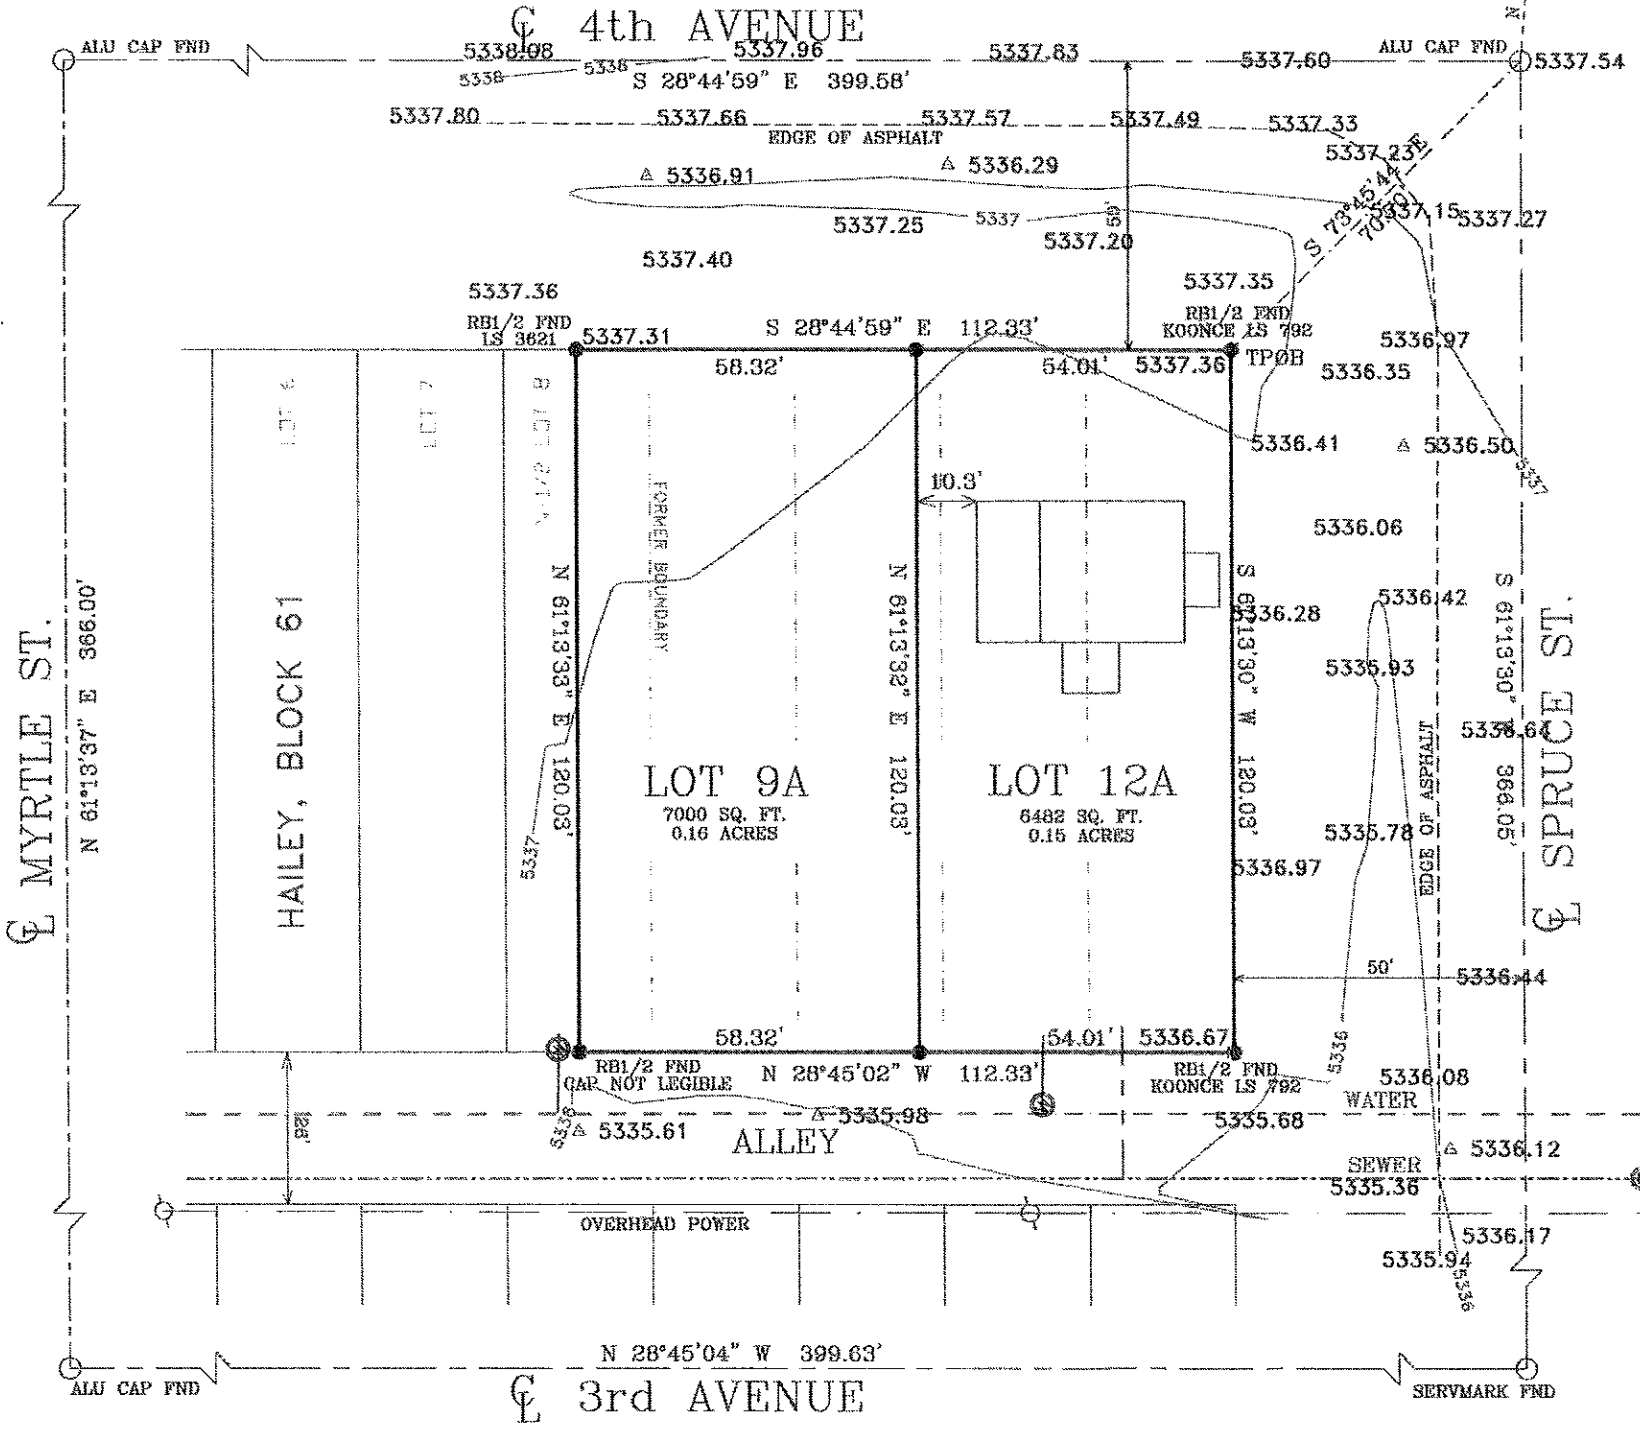 ℄ 4th AVENUE
N
ALU CAP FND
5338.08
5337.96
5337.83
5337.60
ALU CAP FND
5337.54
5338
5338
S 28°44'59" E 399.58'
5337.80
5337.66
5337.57
5337.49
5337.33
EDGE OF ASPHALT
5337.23
S 73°45'44" E
5336.91
5336.29
5337.15
5337.27
5337.25
5337
50'
5337.20
5337.40
5337.35
5337.36
RB1/2 FND
LS 3621
5337.31
S 28°44'59" E 112.33'
RB1/2 FND
KOONCE LS 792
5336.97
58.32'
54.01'
5337.36
TPOB
5336.35
LOT 6
LOT 7
W 1/2 LOT 8
5336.41
5336.50
5337
10.3'
FORMER BOUNDARY
5336.06
℄ MYRTLE ST.
N 61°13'37" E 366.00'
HAILEY, BLOCK 61
N 61°13'33" E 120.03'
N 61°13'32" E 120.03'
S 61°13'30" W 120.03'
5336.28
5336.42
5335.93
S 61°13'30" W 366.05'
℄ SPRUCE ST.
EDGE OF ASPHALT
5336.64
LOT 9A
7000 SQ. FT.
0.16 ACRES
LOT 12A
6482 SQ. FT.
0.15 ACRES
5335.78
5337
5336.97
50'
5336.44
58.32'
54.01'
5336.67
5336
RB1/2 FND
CAP NOT LEGIBLE
N 28°45'02" W 112.33'
RB1/2 FND
KOONCE LS 792
5336.08
WATER
26'
5336
5335.61
5335.98
5335.68
ALLEY
5336.12
SEWER
5335.36
OVERHEAD POWER
5336.17
5335.94
5336
N 28°45'04" W 399.63'
ALU CAP FND
SERVMARK FND
℄ 3rd AVENUE